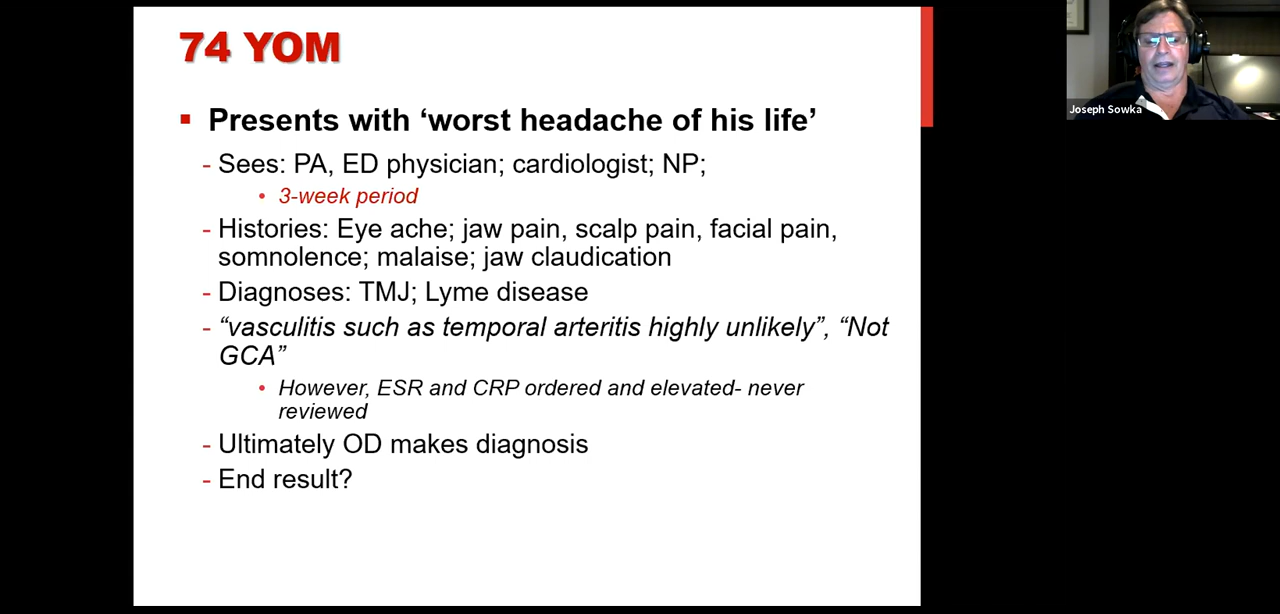 74 YOM
Presents with ‘worst headache of his life’
- Sees: PA, ED physician; cardiologist; NP;
• 3-week period
- Histories: Eye ache; jaw pain, scalp pain, facial pain,
somnolence; malaise; jaw claudication
- Diagnoses: TMJ; Lyme disease
- “vasculitis such as temporal arteritis highly unlikely”, “Not
GCA”
• However, ESR and CRP ordered and elevated- never
reviewed
- Ultimately OD makes diagnosis
- End result?
Joseph Sowka